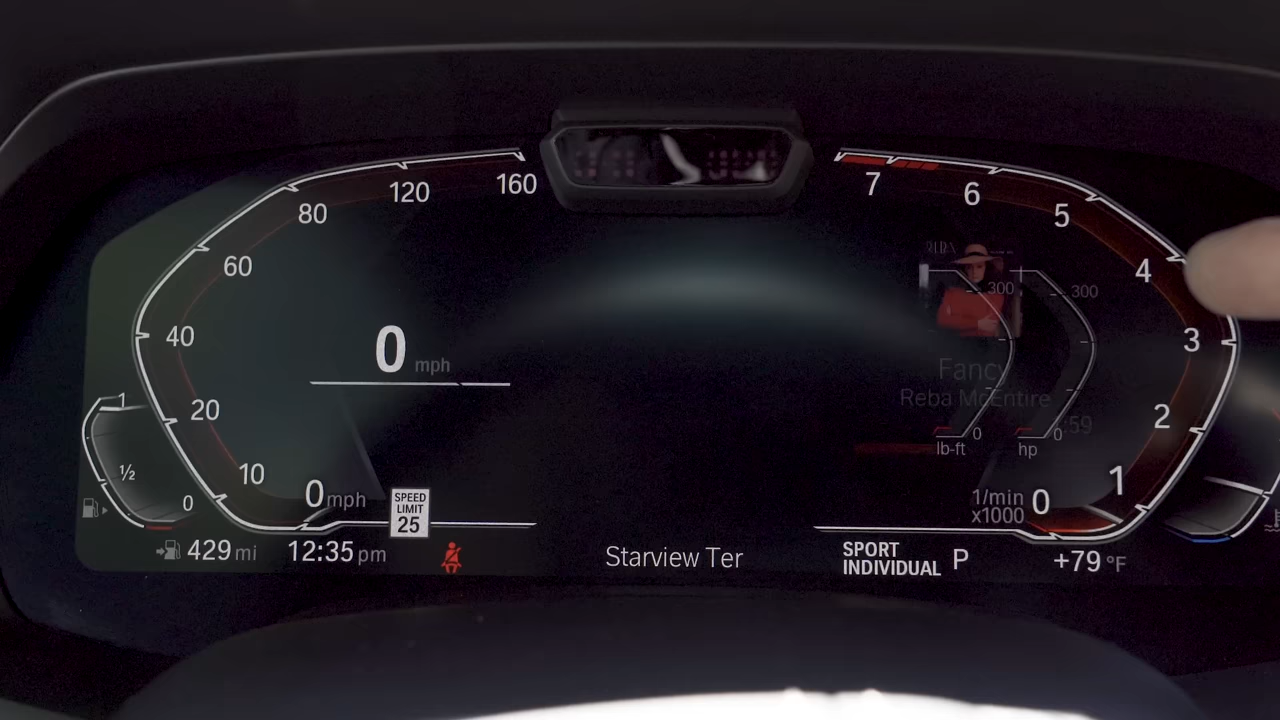 160
120
80
60
40
20
10
0 mph
0 mph
1
½
0
SPEED
LIMIT
25
429 mi
12:35 pm
Starview Ter
7
6
5
4
3
2
1
0
REBA
300
300
Fancy
Reba McEntire
:59
0
0
lb-ft
hp
1/min
x1000
SPORT
INDIVIDUAL
P
+79 °F